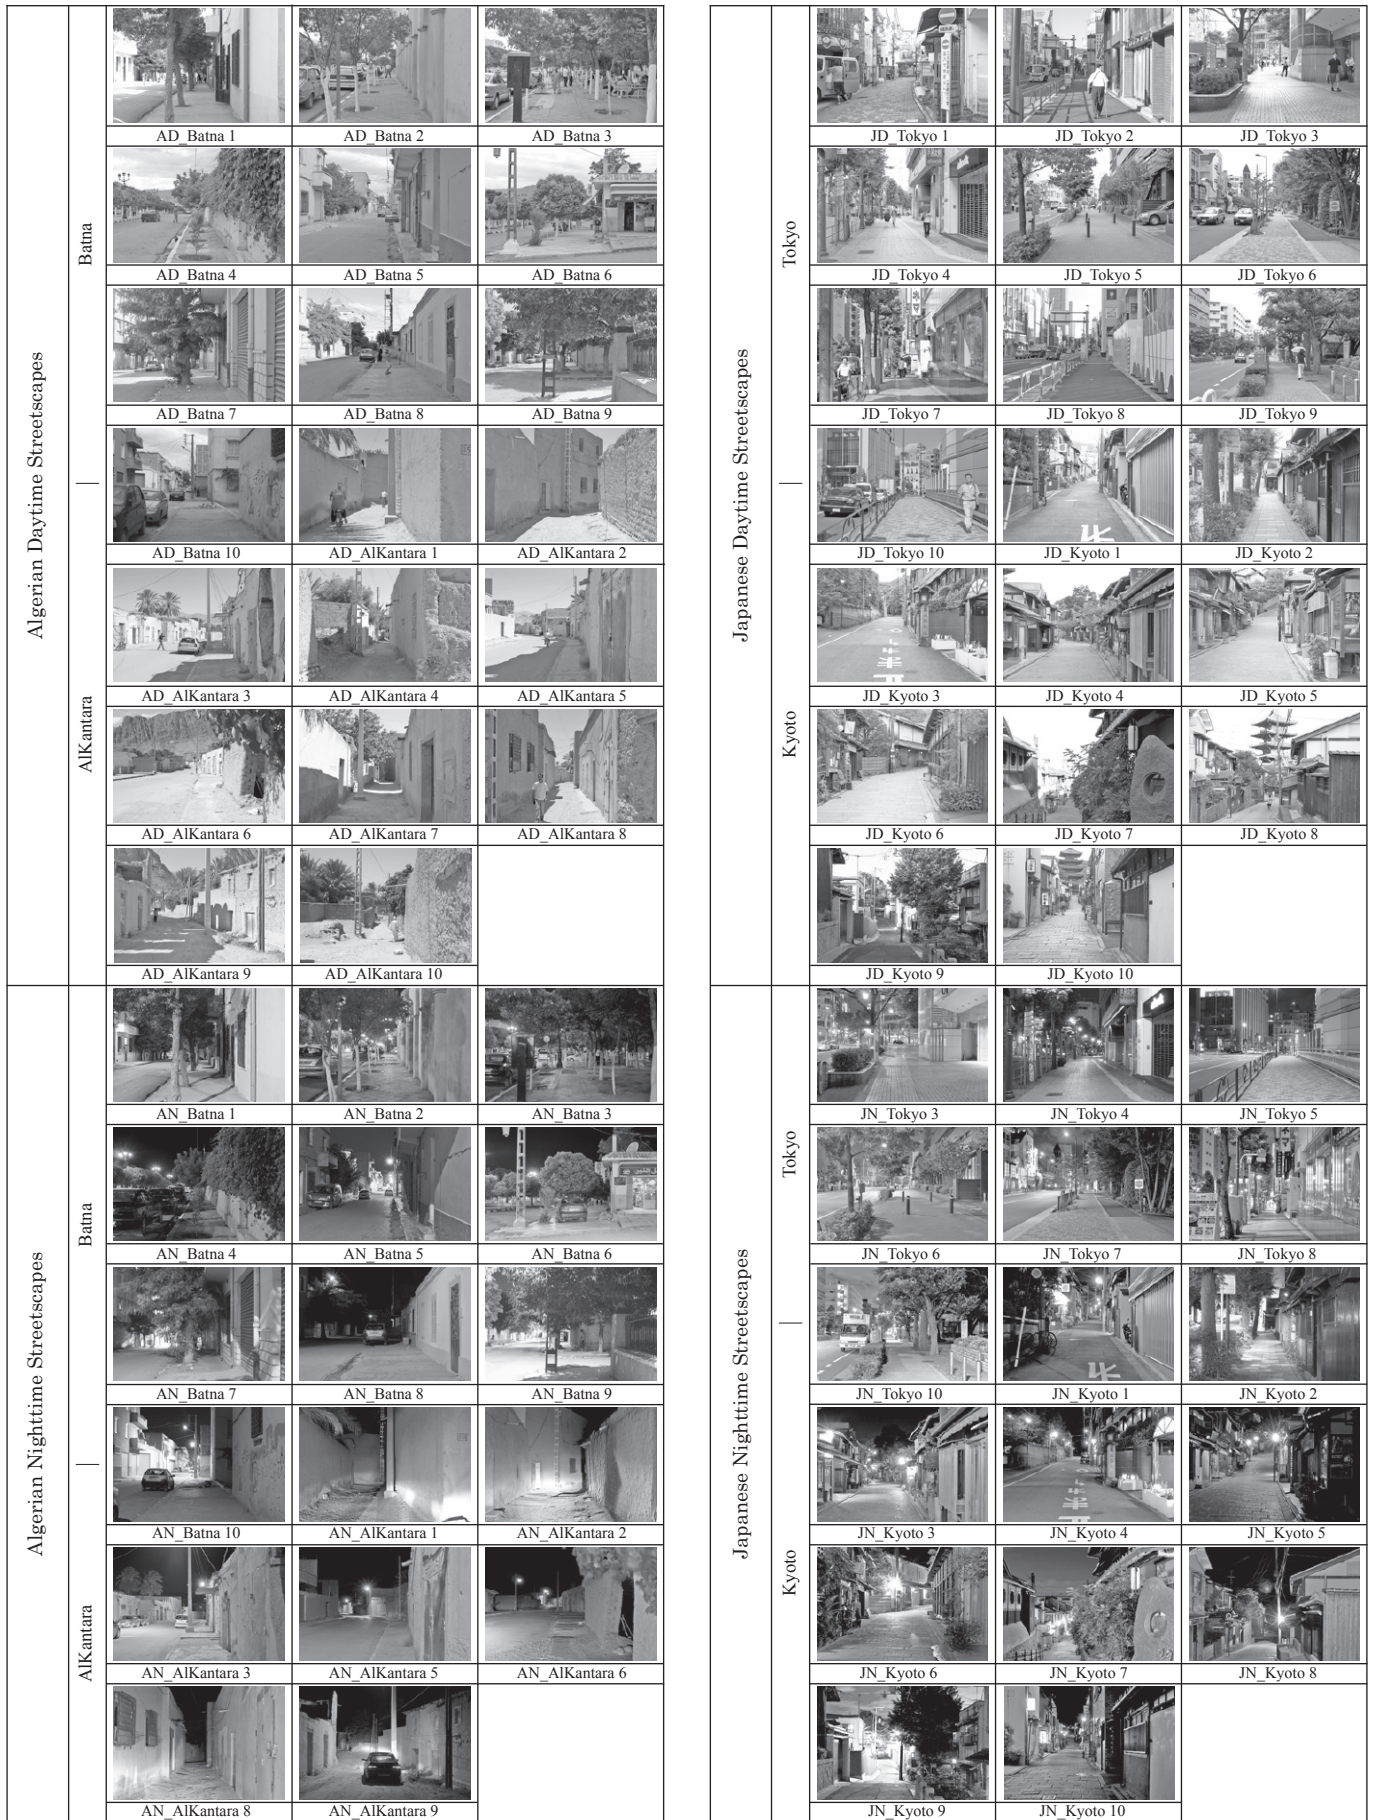 Algerian Daytime Streetscapes
Batna
AD_Batna 1 AD_Batna 2 AD_Batna 3
AD_Batna 4 AD_Batna 5 AD_Batna 6
AD_Batna 7 AD_Batna 8 AD_Batna 9
|
AD_Batna 10 AD_AlKantara 1 AD_AlKantara 2
AlKantara
AD_AlKantara 3 AD_AlKantara 4 AD_AlKantara 5
AD_AlKantara 6 AD_AlKantara 7 AD_AlKantara 8
AD_AlKantara 9 AD_AlKantara 10
Algerian Nighttime Streetscapes
Batna
AN_Batna 1 AN_Batna 2 AN_Batna 3
AN_Batna 4 AN_Batna 5 AN_Batna 6
AN_Batna 7 AN_Batna 8 AN_Batna 9
|
AN_Batna 10 AN_AlKantara 1 AN_AlKantara 2
AlKantara
AN_AlKantara 3 AN_AlKantara 5 AN_AlKantara 6
AN_AlKantara 8 AN_AlKantara 9
Japanese Daytime Streetscapes
Tokyo
JD_Tokyo 1 JD_Tokyo 2 JD_Tokyo 3
JD_Tokyo 4 JD_Tokyo 5 JD_Tokyo 6
JD_Tokyo 7 JD_Tokyo 8 JD_Tokyo 9
|
JD_Tokyo 10 JD_Kyoto 1 JD_Kyoto 2
Kyoto
JD_Kyoto 3 JD_Kyoto 4 JD_Kyoto 5
JD_Kyoto 6 JD_Kyoto 7 JD_Kyoto 8
JD_Kyoto 9 JD_Kyoto 10
Japanese Nighttime Streetscapes
Tokyo
JN_Tokyo 3 JN_Tokyo 4 JN_Tokyo 5
JN_Tokyo 6 JN_Tokyo 7 JN_Tokyo 8
|
JN_Tokyo 10 JN_Kyoto 1 JN_Kyoto 2
Kyoto
JN_Kyoto 3 JN_Kyoto 4 JN_Kyoto 5
JN_Kyoto 6 JN_Kyoto 7 JN_Kyoto 8
JN_Kyoto 9 JN_Kyoto 10